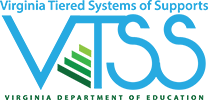 Virginia Tiered Systems of Supports
VTSS
VIRGINIA DEPARTMENT OF EDUCATION